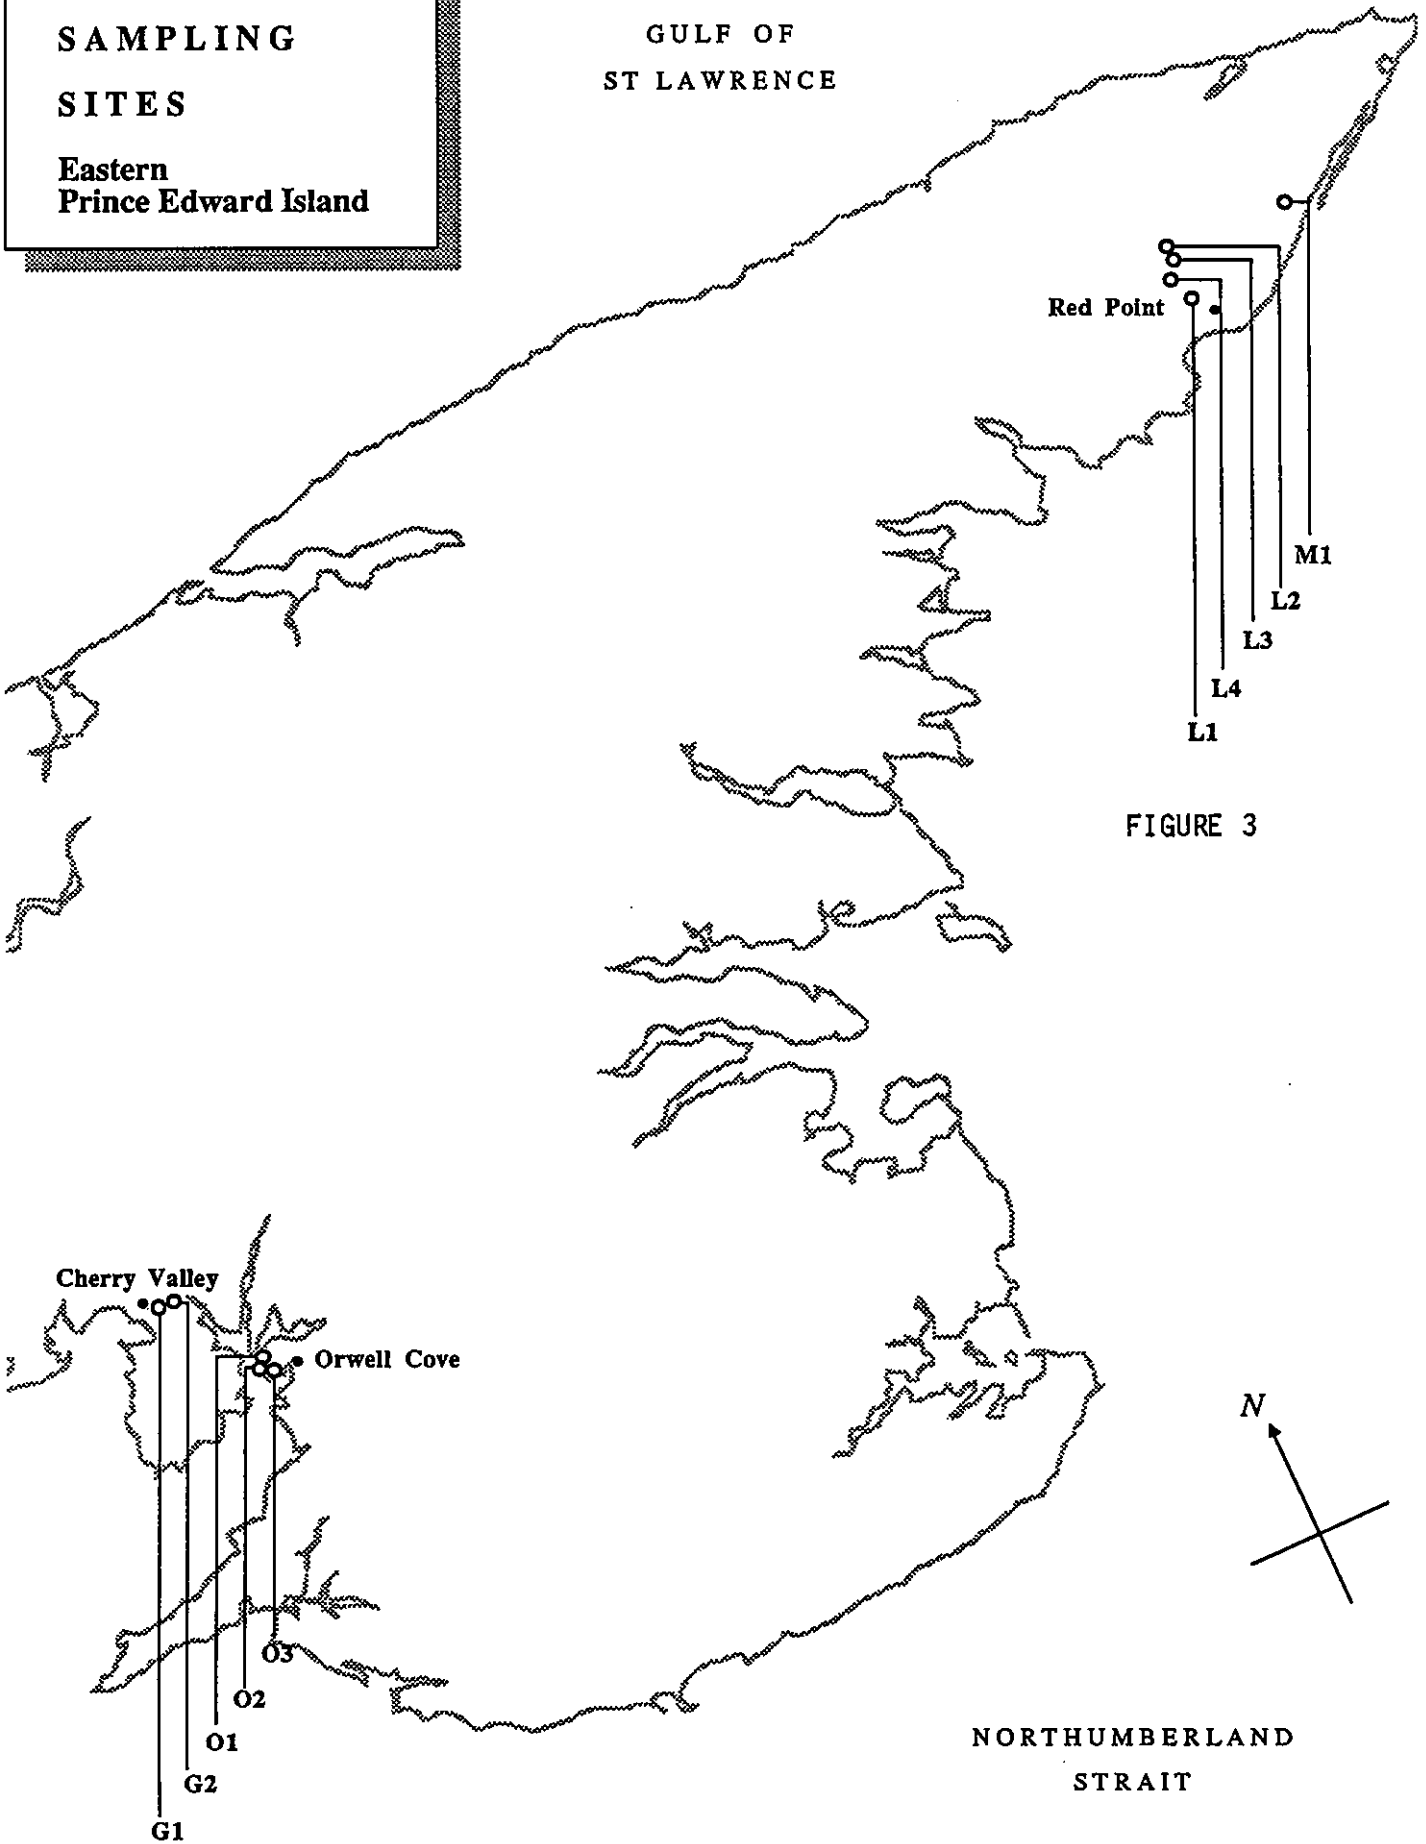 SAMPLING
SITES
Eastern
Prince Edward Island
GULF OF
ST LAWRENCE
Red Point
M1
L2
L3
L4
L1
FIGURE 3
Cherry Valley
Orwell Cove
N
O3
O2
O1
G2
G1
NORTHUMBERLAND
STRAIT